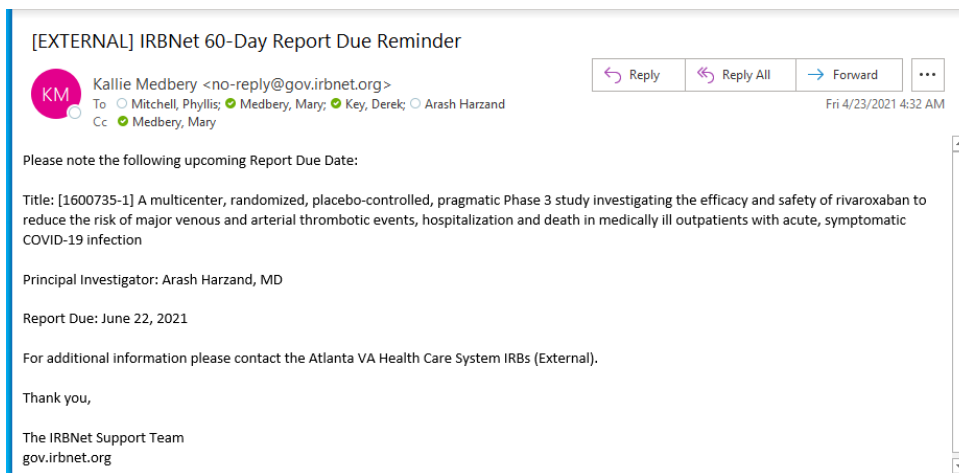 [EXTERNAL] IRBNet 60-Day Report Due Reminder
KM
Kallie Medbery <no-reply@gov.irbnet.org>
To Mitchell, Phyllis; Medbery, Mary; Key, Derek; Arash Harzand
Cc Medbery, Mary
Reply
Reply All
Forward
...
Fri 4/23/2021 4:32 AM
Please note the following upcoming Report Due Date:
Title: [1600735-1] A multicenter, randomized, placebo-controlled, pragmatic Phase 3 study investigating the efficacy and safety of rivaroxaban to
reduce the risk of major venous and arterial thrombotic events, hospitalization and death in medically ill outpatients with acute, symptomatic
COVID-19 infection
Principal Investigator: Arash Harzand, MD
Report Due: June 22, 2021
For additional information please contact the Atlanta VA Health Care System IRBs (External).
Thank you,
The IRBNet Support Team
gov.irbnet.org